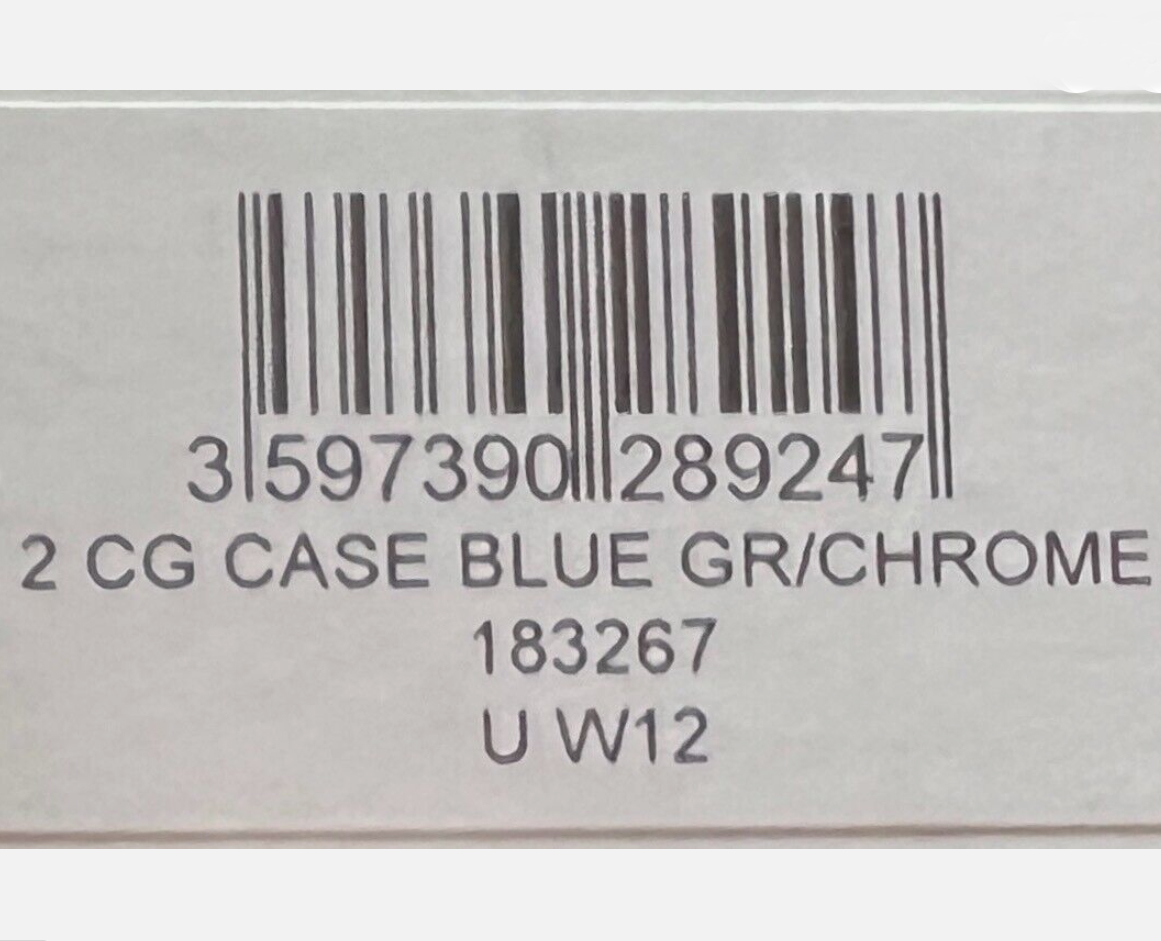 3 597390 289247
2 CG CASE BLUE GR/CHROME
183267
U W12